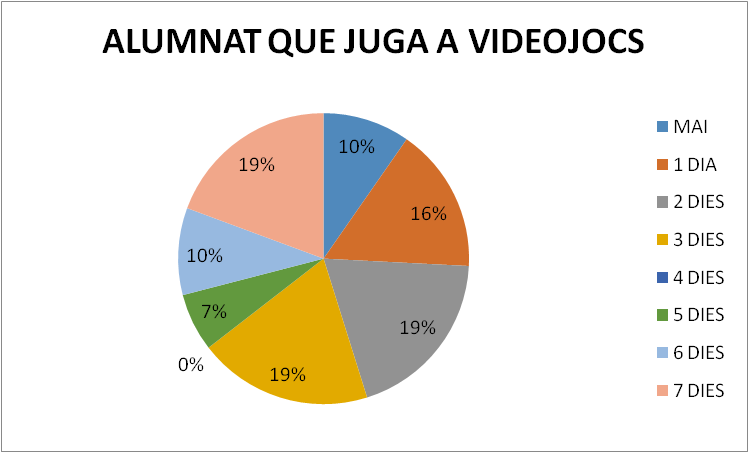 ALUMNAT QUE JUGA A VIDEOJOCS
10%
16%
19%
19%
0%
7%
10%
19%
MAI
1 DIA
2 DIES
3 DIES
4 DIES
5 DIES
6 DIES
7 DIES